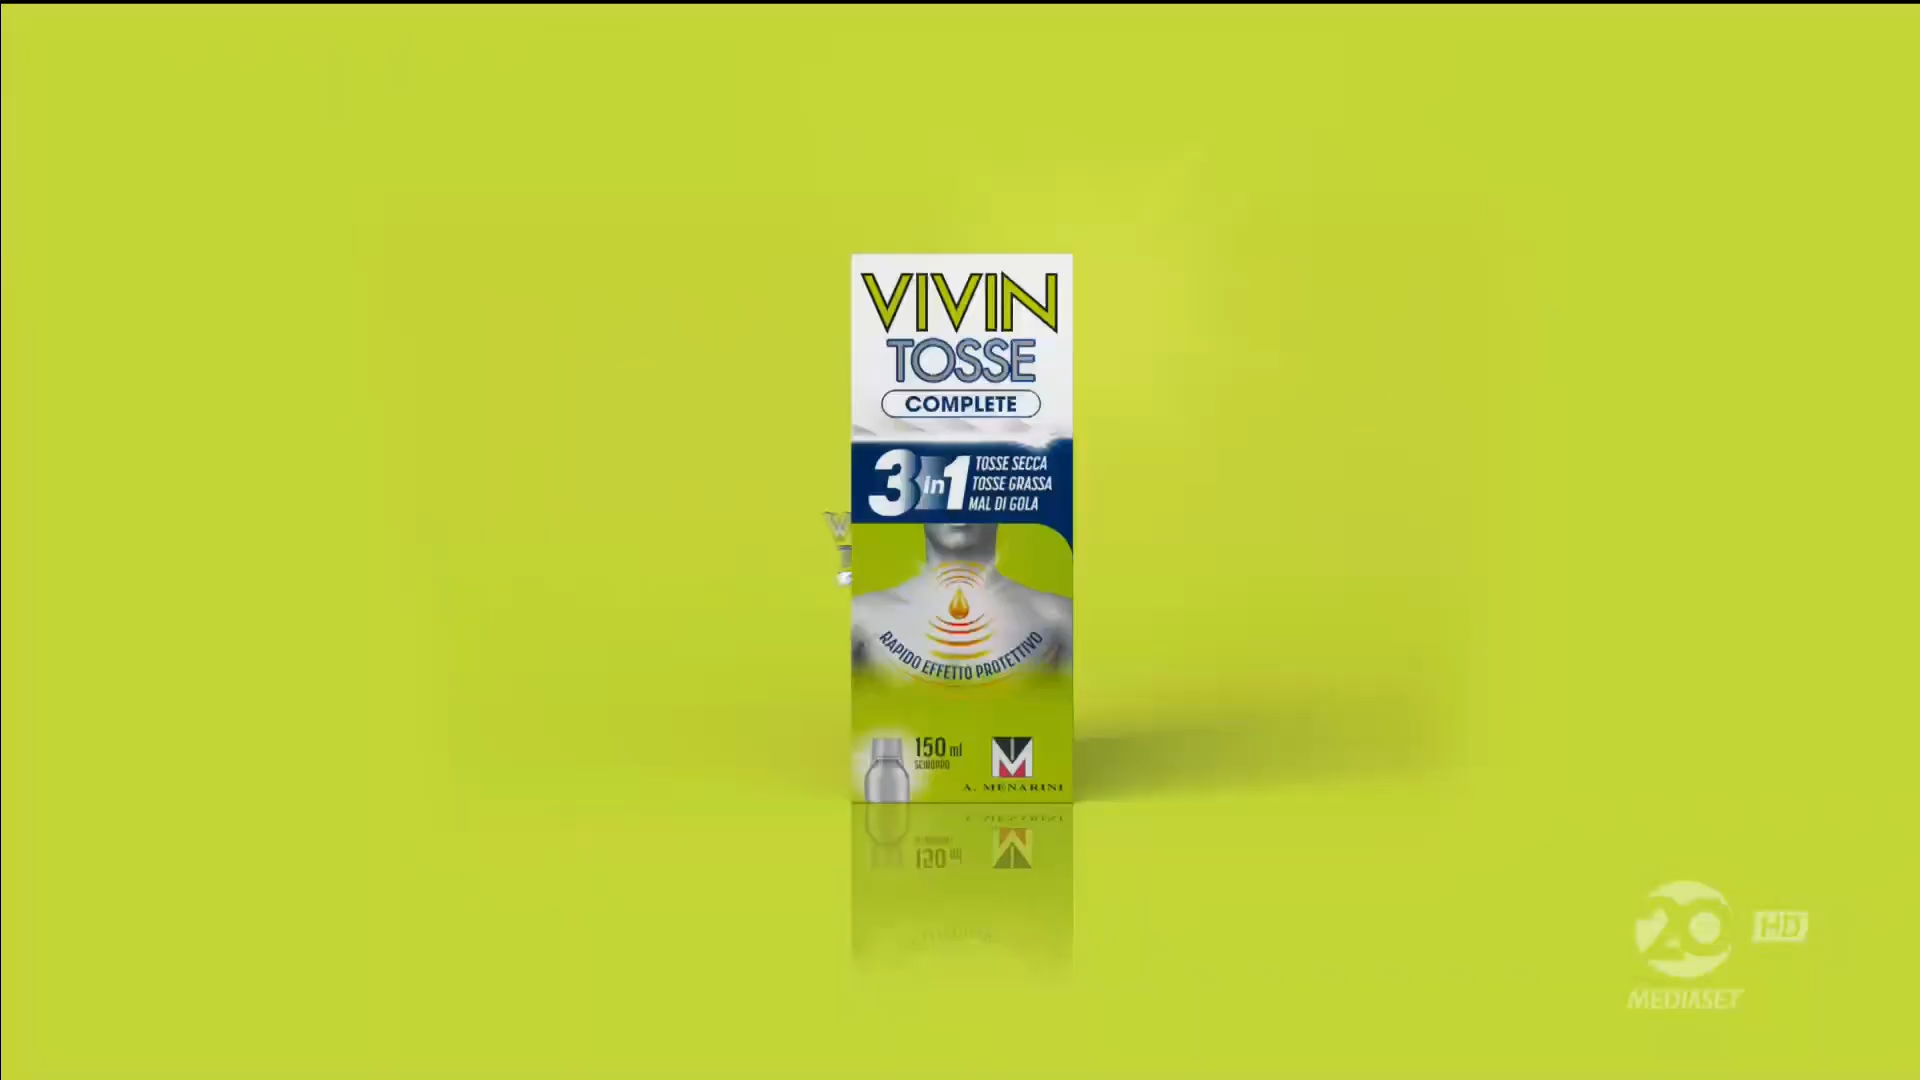 VIVIN
TOSSE
COMPLETE
3in1
TOSSE SECCA
TOSSE GRASSA
MAL DI GOLA
RAPIDO EFFETTO PROTETTIVO
150 ml
SCIROPPO
A. MENARINI
20
HD
MEDIASET